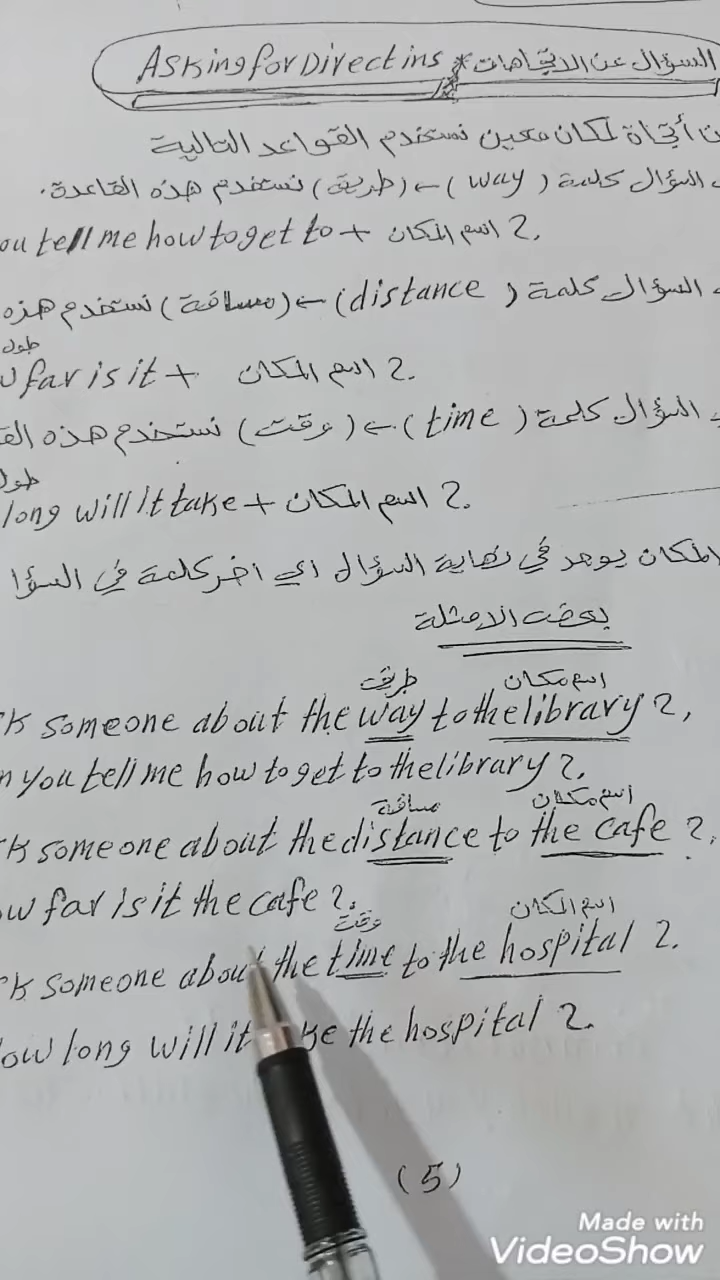 Asking for Directins * السؤال عن الاتجاهات
أتجاة لمكان معين نستخدم القواعد التالية
السؤال كلمة (way) ← (طريق) نستخدم هذه القاعدة.
ou tell me how to get to + اسم المكان ?.
السؤال كلمة (distance) ← (مسافة) نستخدم هذه
طول
w far is it + اسم المكان ?.
السؤال كلمة (time) ← (وقت) نستخدم هذه الق
طول
long will It take + اسم المكان ?.
المكان يوجد في نهاية السؤال اي اخر كلمة في السؤا
بعض الامثلة
طريق اسم مكان
k someone about the way to the library ?,
n you tell me how to get to the library ?,
مسافة اسم مكان
k someone about the distance to the cafe ?,
ow far is it the cafe ?.
وقت اسم المكان
k someone about the time to the hospital ?.
ow long will it ke the hospital ?.
(5)
Made with
VideoShow